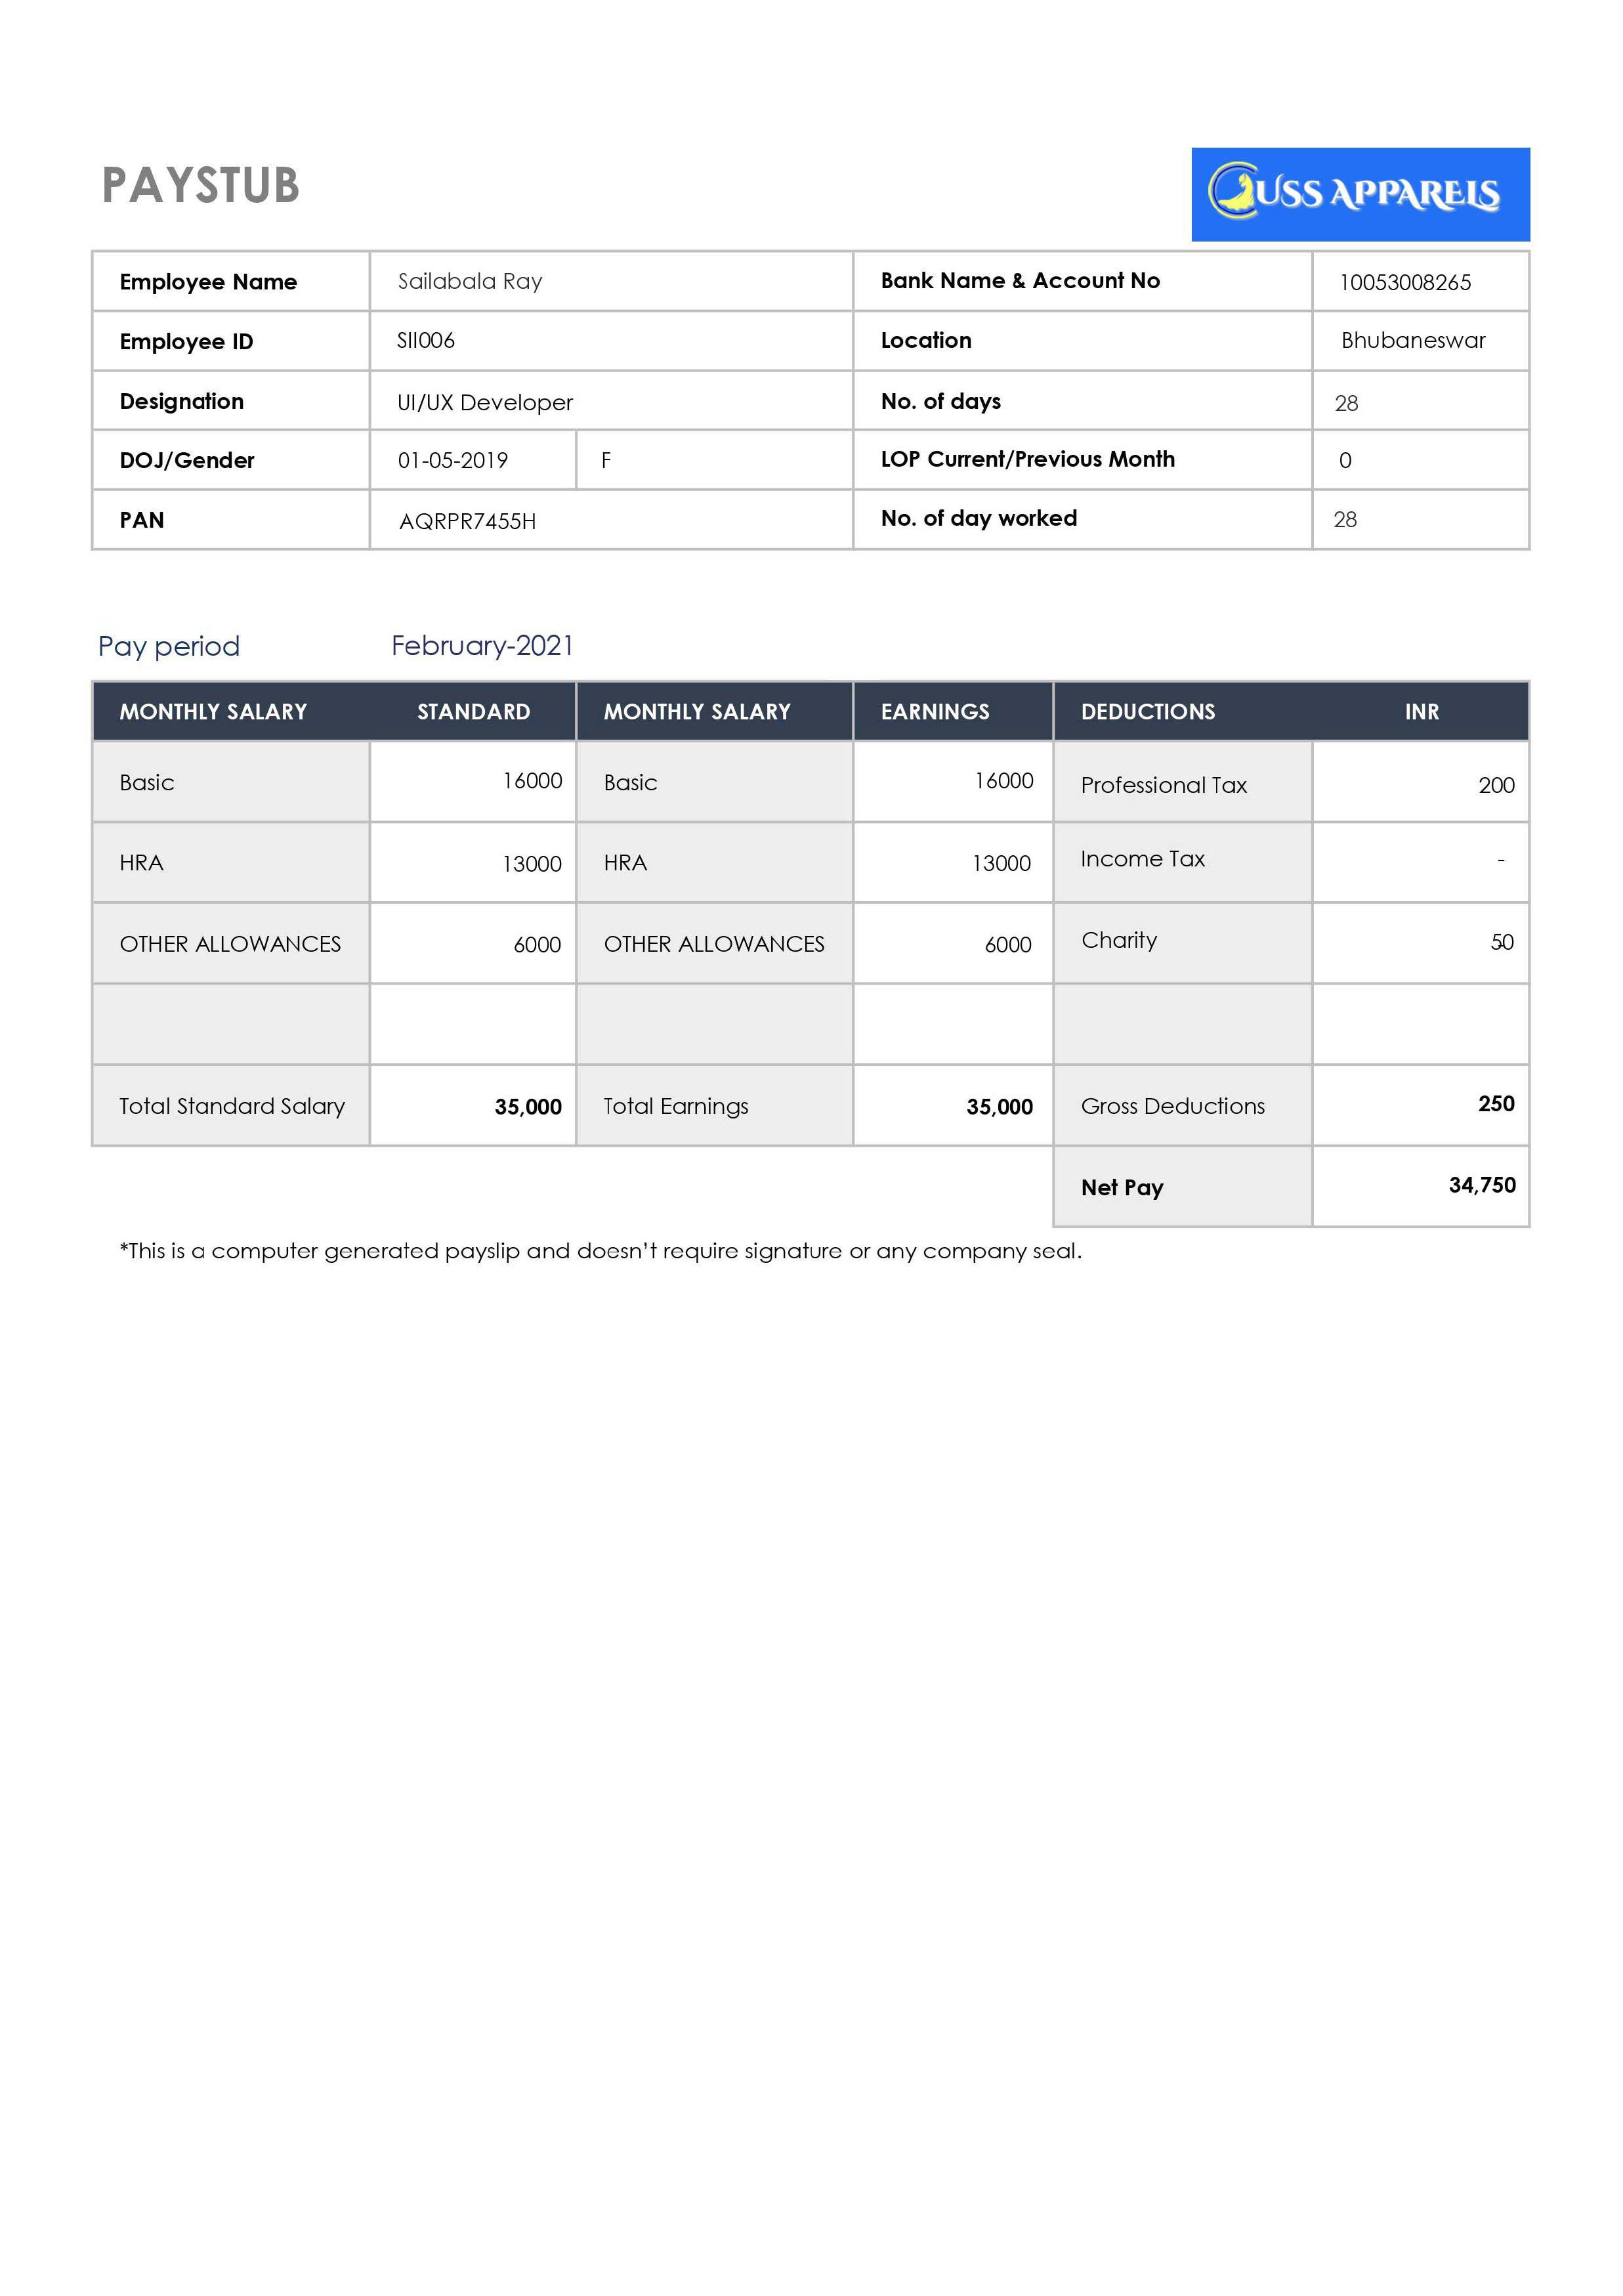 PAYSTUB
USS APPARELS
Employee Name Sailabala Ray Bank Name & Account No 10053008265
Employee ID SII006 Location Bhubaneswar
Designation UI/UX Developer No. of days 28
DOJ/Gender 01-05-2019 F LOP Current/Previous Month 0
PAN AQRPR7455H No. of day worked 28
Pay period February-2021
MONTHLY SALARY STANDARD MONTHLY SALARY EARNINGS DEDUCTIONS INR
Basic 16000 Basic 16000 Professional Tax 200
HRA 13000 HRA 13000 Income Tax -
OTHER ALLOWANCES 6000 OTHER ALLOWANCES 6000 Charity 50
Total Standard Salary 35,000 Total Earnings 35,000 Gross Deductions 250
Net Pay 34,750
*This is a computer generated payslip and doesn't require signature or any company seal.